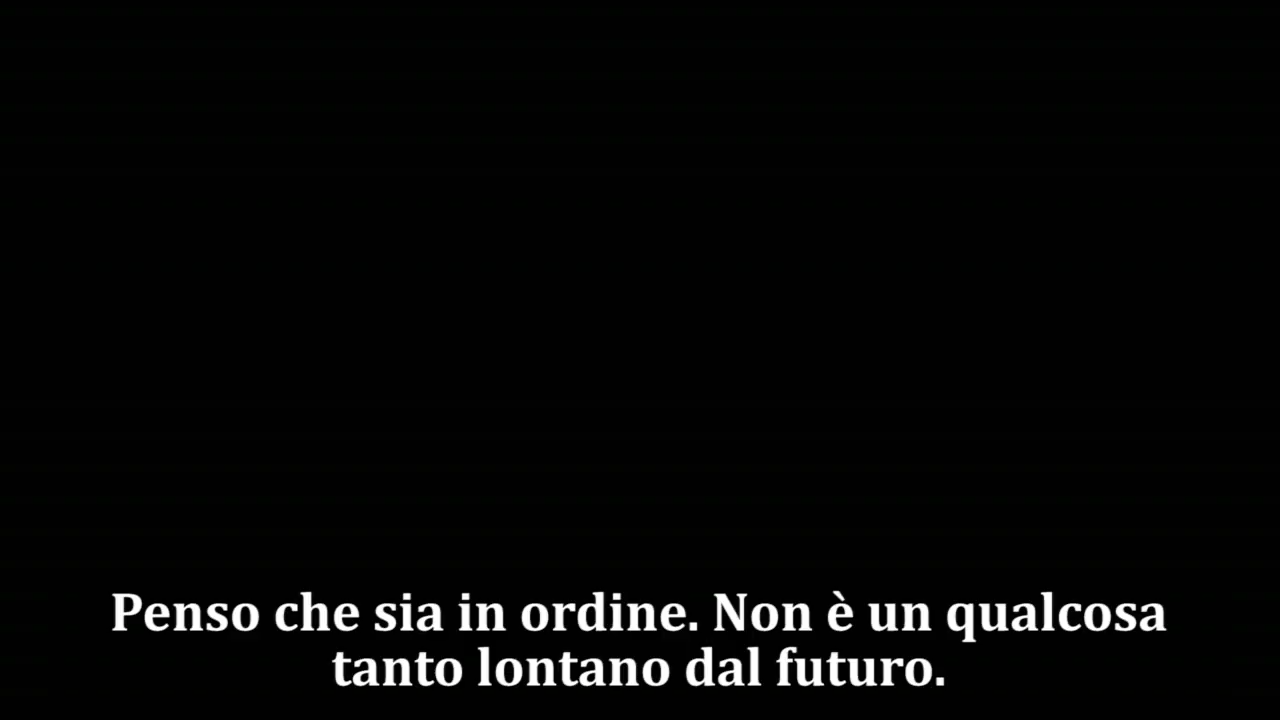 Penso che sia in ordine. Non è un qualcosa
tanto lontano dal futuro.